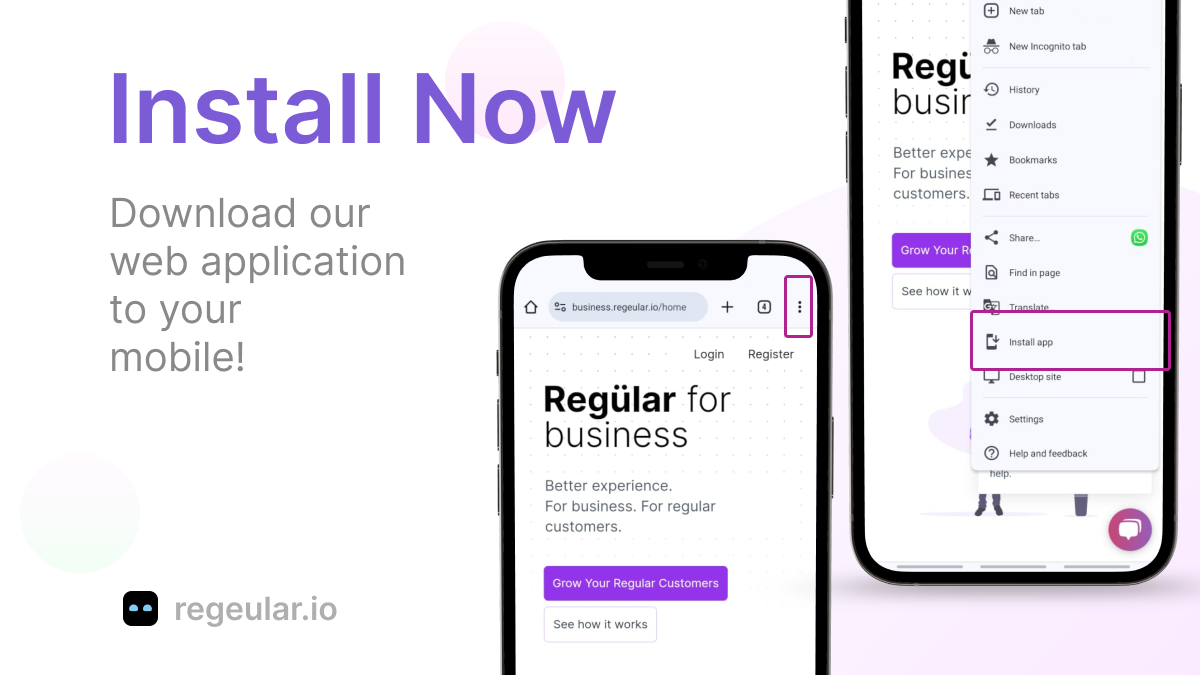 Install Now
Download our
web application
to your
mobile!
regeular.io
business.regeular.io/home
4
Login
Register
Regülar for
business
Better experience.
For business. For regular
customers.
Grow Your Regular Customers
See how it works
Regü
busin
Better expe
For busines
customers.
Grow Your Re
See how it w
New tab
New Incognito tab
History
Downloads
Bookmarks
Recent tabs
Share...
Find in page
Translate...
Install app
Desktop site
Settings
Help and feedback
help.